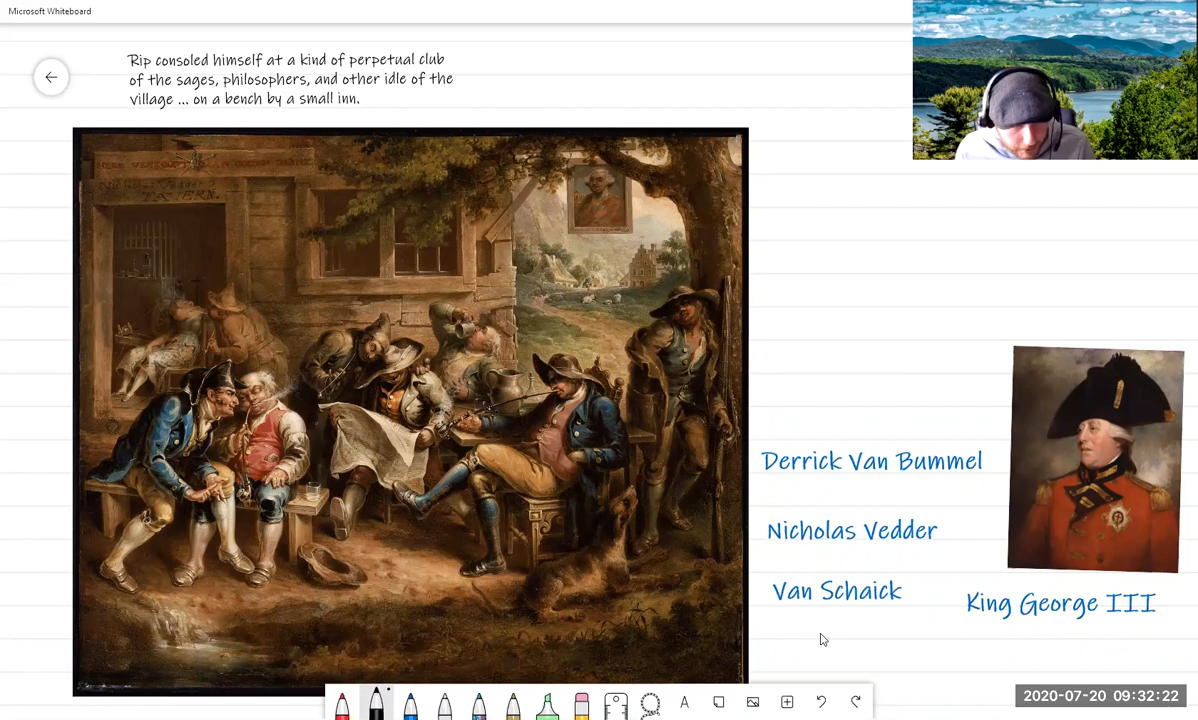 Microsoft Whiteboard
Rip consoled himself at a kind of perpetual club
of the sages, philosophers, and other idle of the
village ... on a bench by a small inn.
TAVERN.
Derrick Van Bummel
Nicholas Vedder
Van Schaick
King George III
A
2020-07-20 09:32:22